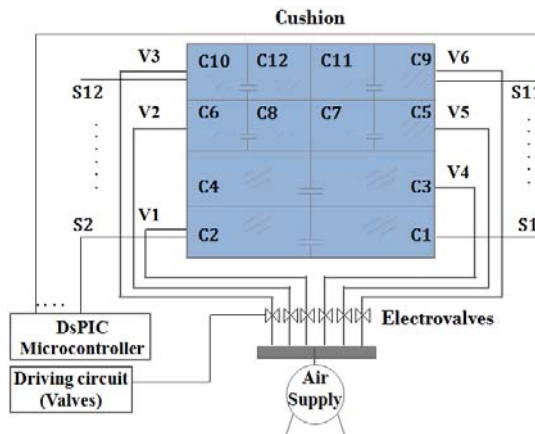 Cushion
V3 C10 C12 C11 C9 V6
S12 S11
V2 C6 C8 C7 C5 V5
C4 C3 V4
V1
S2 C2 C1 S1
Electrovalves
DsPIC
Microcontroller
Driving circuit
(Valves)
Air
Supply